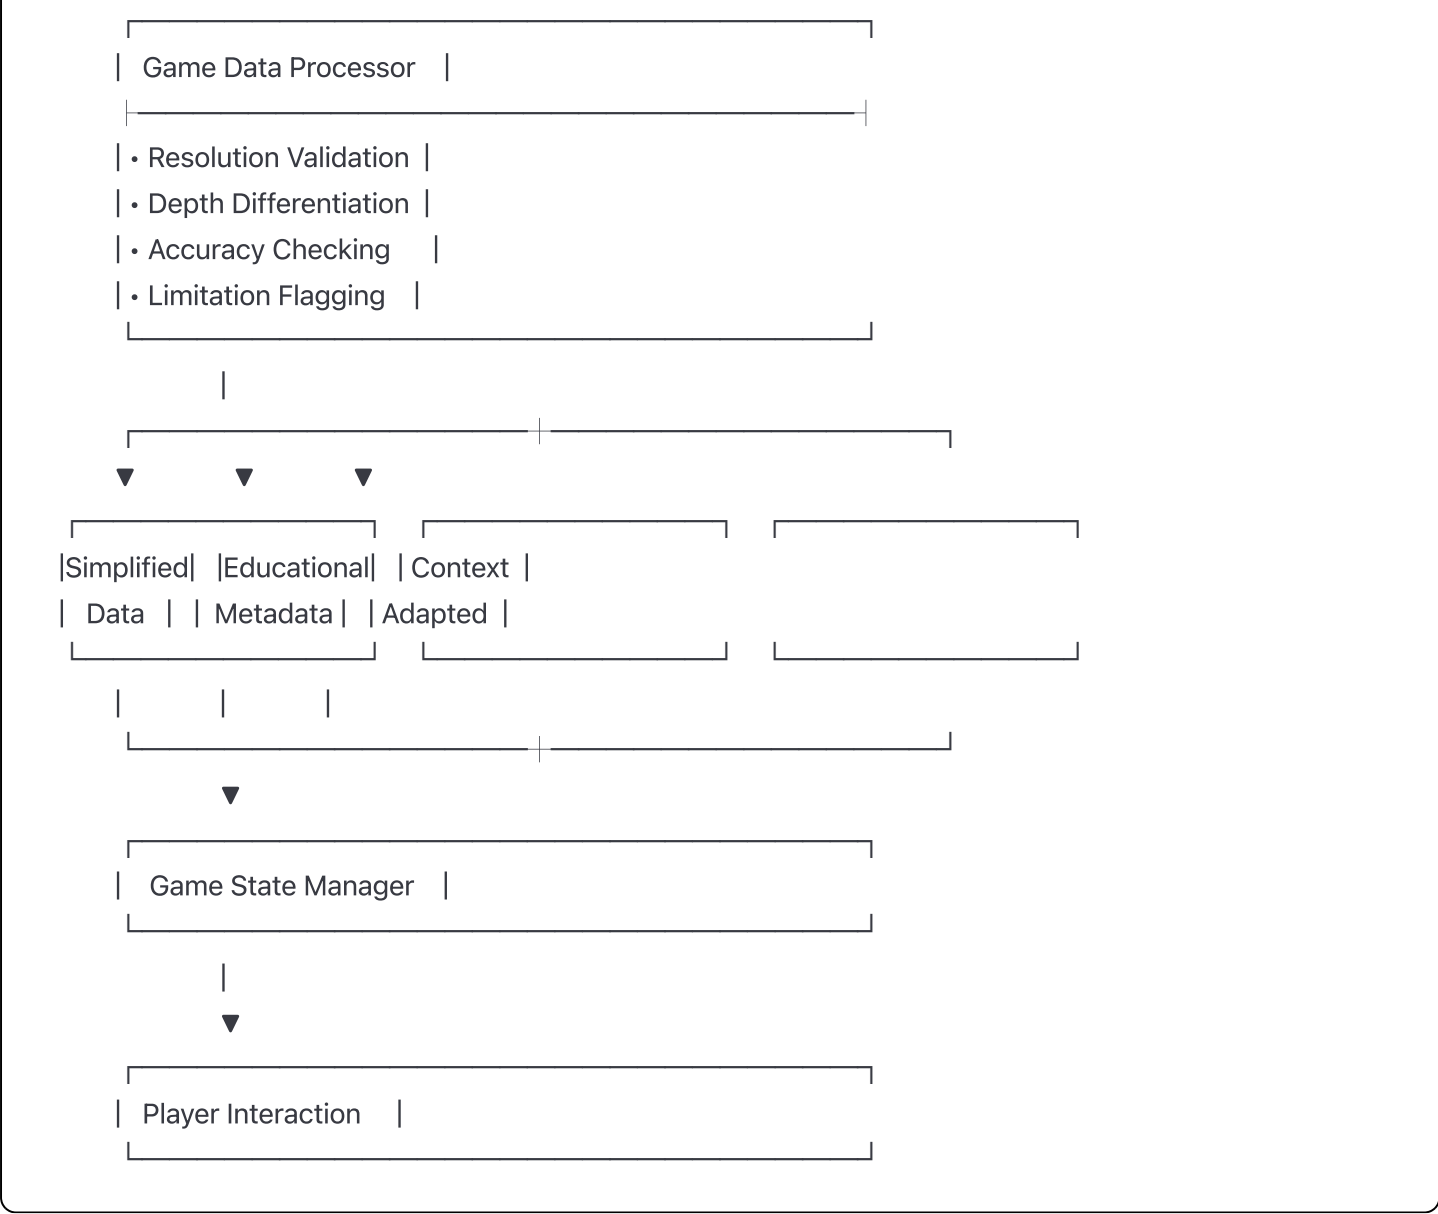 Game Data Processor
• Resolution Validation
• Depth Differentiation
• Accuracy Checking
• Limitation Flagging
Simplified Educational Context
Data Metadata Adapted
Game State Manager
Player Interaction